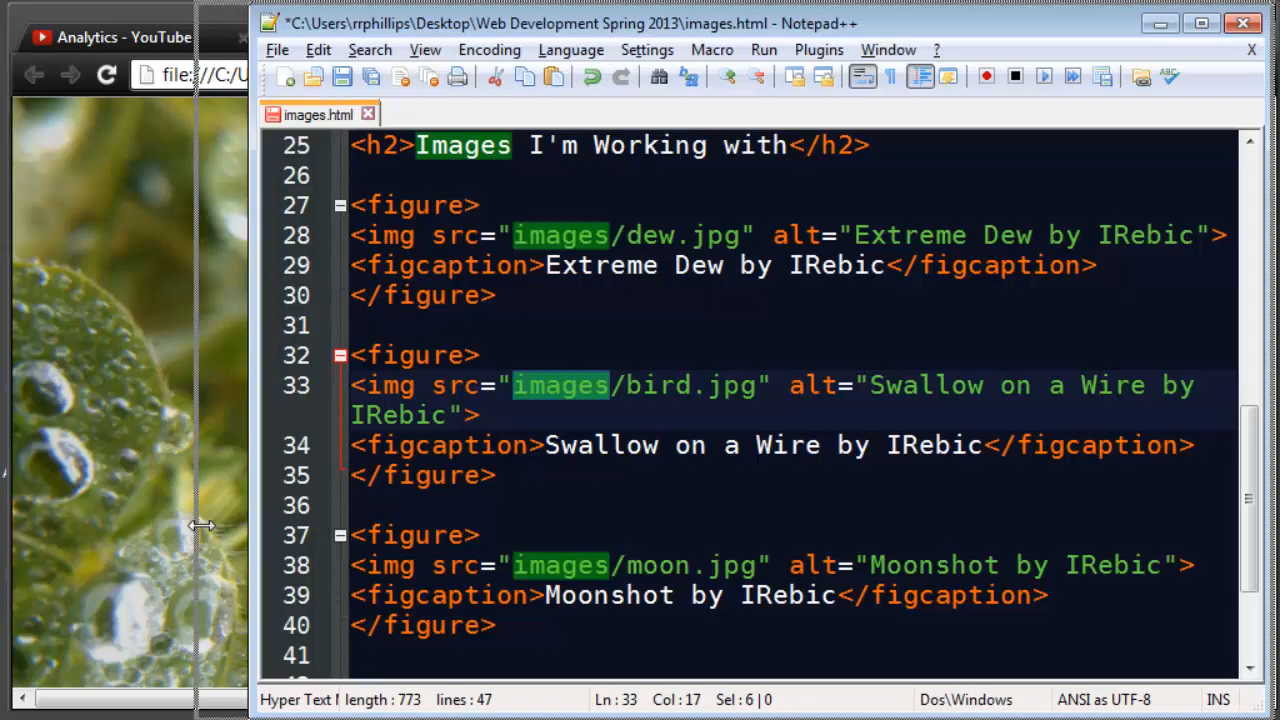 Analytics - YouTube
file:///C:/U
*C:\Users\rrphillips\Desktop\Web Development Spring 2013\images.html - Notepad++
File Edit Search View Encoding Language Settings Macro Run Plugins Window ? X
images.html
25 <h2>Images I'm Working with</h2>
26
27 <figure>
28 <img src="images/dew.jpg" alt="Extreme Dew by IRebic">
29 <figcaption>Extreme Dew by IRebic</figcaption>
30 </figure>
31
32 <figure>
33 <img src="images/bird.jpg" alt="Swallow on a Wire by
IRebic">
34 <figcaption>Swallow on a Wire by IRebic</figcaption>
35 </figure>
36
37 <figure>
38 <img src="images/moon.jpg" alt="Moonshot by IRebic">
39 <figcaption>Moonshot by IRebic</figcaption>
40 </figure>
41
Hyper Text length : 773 lines : 47 Ln : 33 Col : 17 Sel : 6 | 0 Dos\Windows ANSI as UTF-8 INS